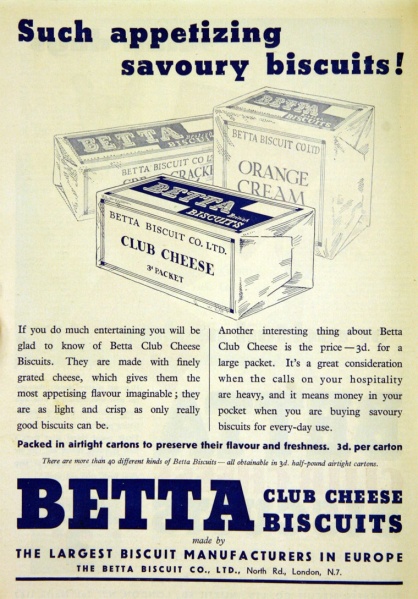 Such appetizing
savoury biscuits!
BETTA
BISCUITS
BETTA BISCUIT CO LTD
ORANGE
CREAM
BETTA
BISCUITS
BETTA BISCUIT CO L
CRACKE
BETTA
British
BISCUITS
BETTA BISCUIT CO. LTD.
CLUB CHEESE
3ᴰ PACKET
If you do much entertaining you will be
glad to know of Betta Club Cheese
Biscuits. They are made with finely
grated cheese, which gives them the
most appetising flavour imaginable; they
are as light and crisp as only really
good biscuits can be.
Another interesting thing about Betta
Club Cheese is the price—3d. for a
large packet. It's a great consideration
when the calls on your hospitality
are heavy, and it means money in your
pocket when you are buying savoury
biscuits for every-day use.
Packed in airtight cartons to preserve their flavour and freshness. 3d. per carton
There are more than 40 different kinds of Betta Biscuits—all obtainable in 3d. half-pound airtight cartons.
BETTA CLUB CHEESE
BISCUITS
made by
THE LARGEST BISCUIT MANUFACTURERS IN EUROPE
THE BETTA BISCUIT CO., LTD., North Rd., London, N.7.